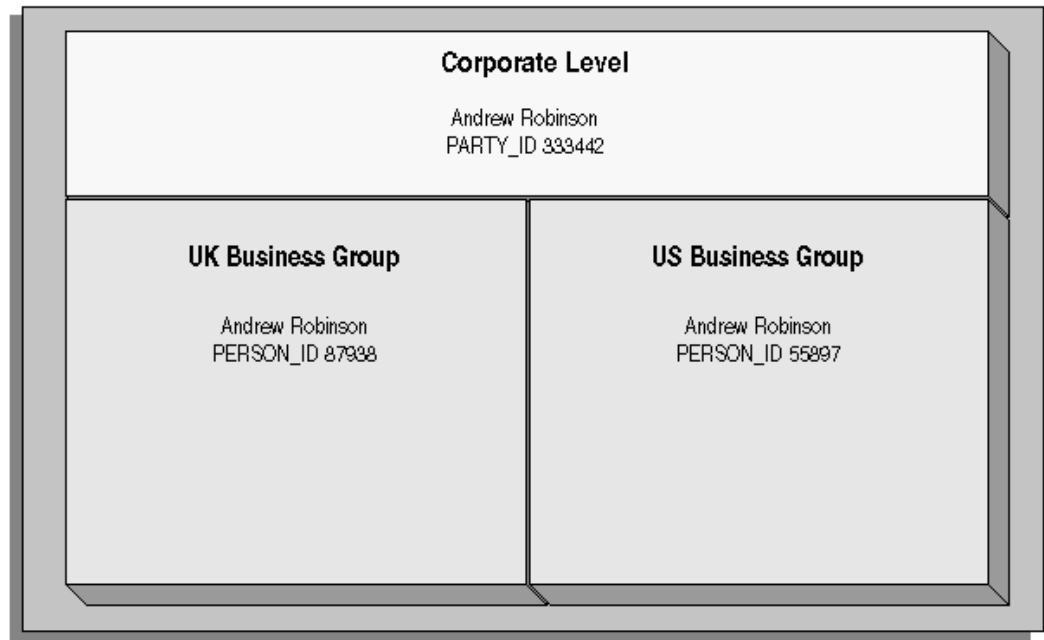 Corporate Level
Andrew Robinson
PARTY_ID 333442
UK Business Group
Andrew Robinson
PERSON_ID 87938
US Business Group
Andrew Robinson
PERSON_ID 55897